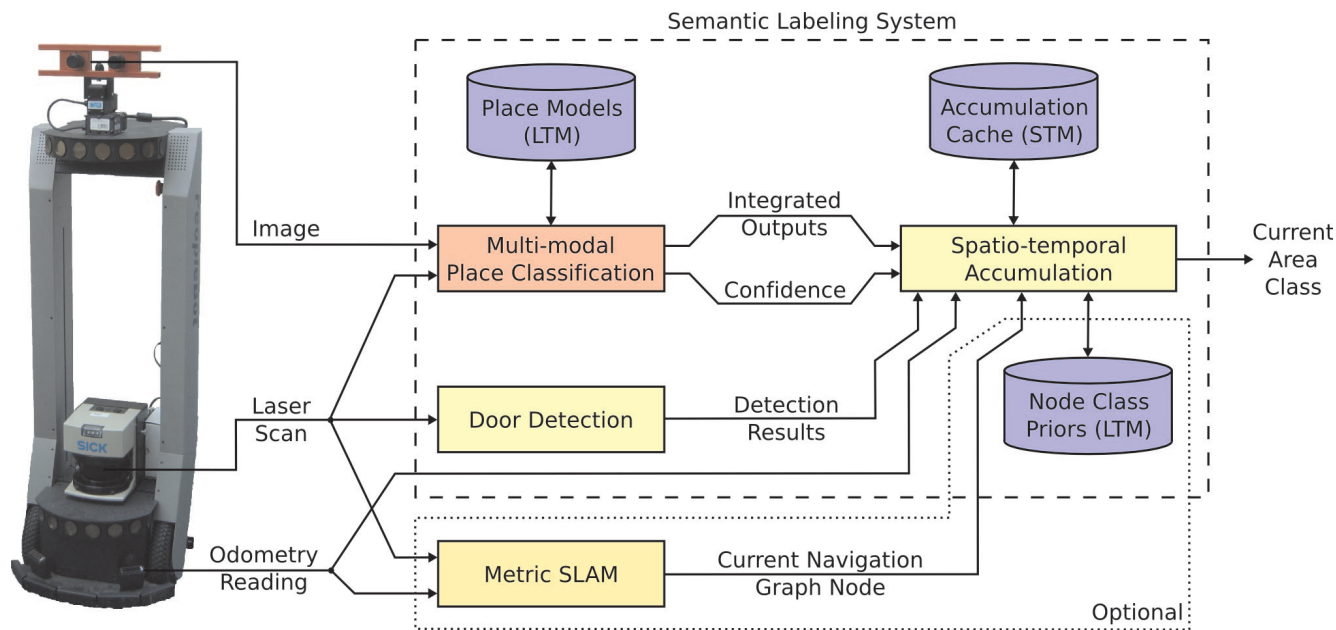 Semantic Labeling System
Place Models
(LTM)
Accumulation
Cache (STM)
Image
Multi-modal
Place Classification
Integrated
Outputs
Confidence
Spatio-temporal
Accumulation
Current
Area
Class
Laser
Scan
Door Detection
Detection
Results
Node Class
Priors (LTM)
SICK
Odometry
Reading
Metric SLAM
Current Navigation
Graph Node
Optional
PeopleBot